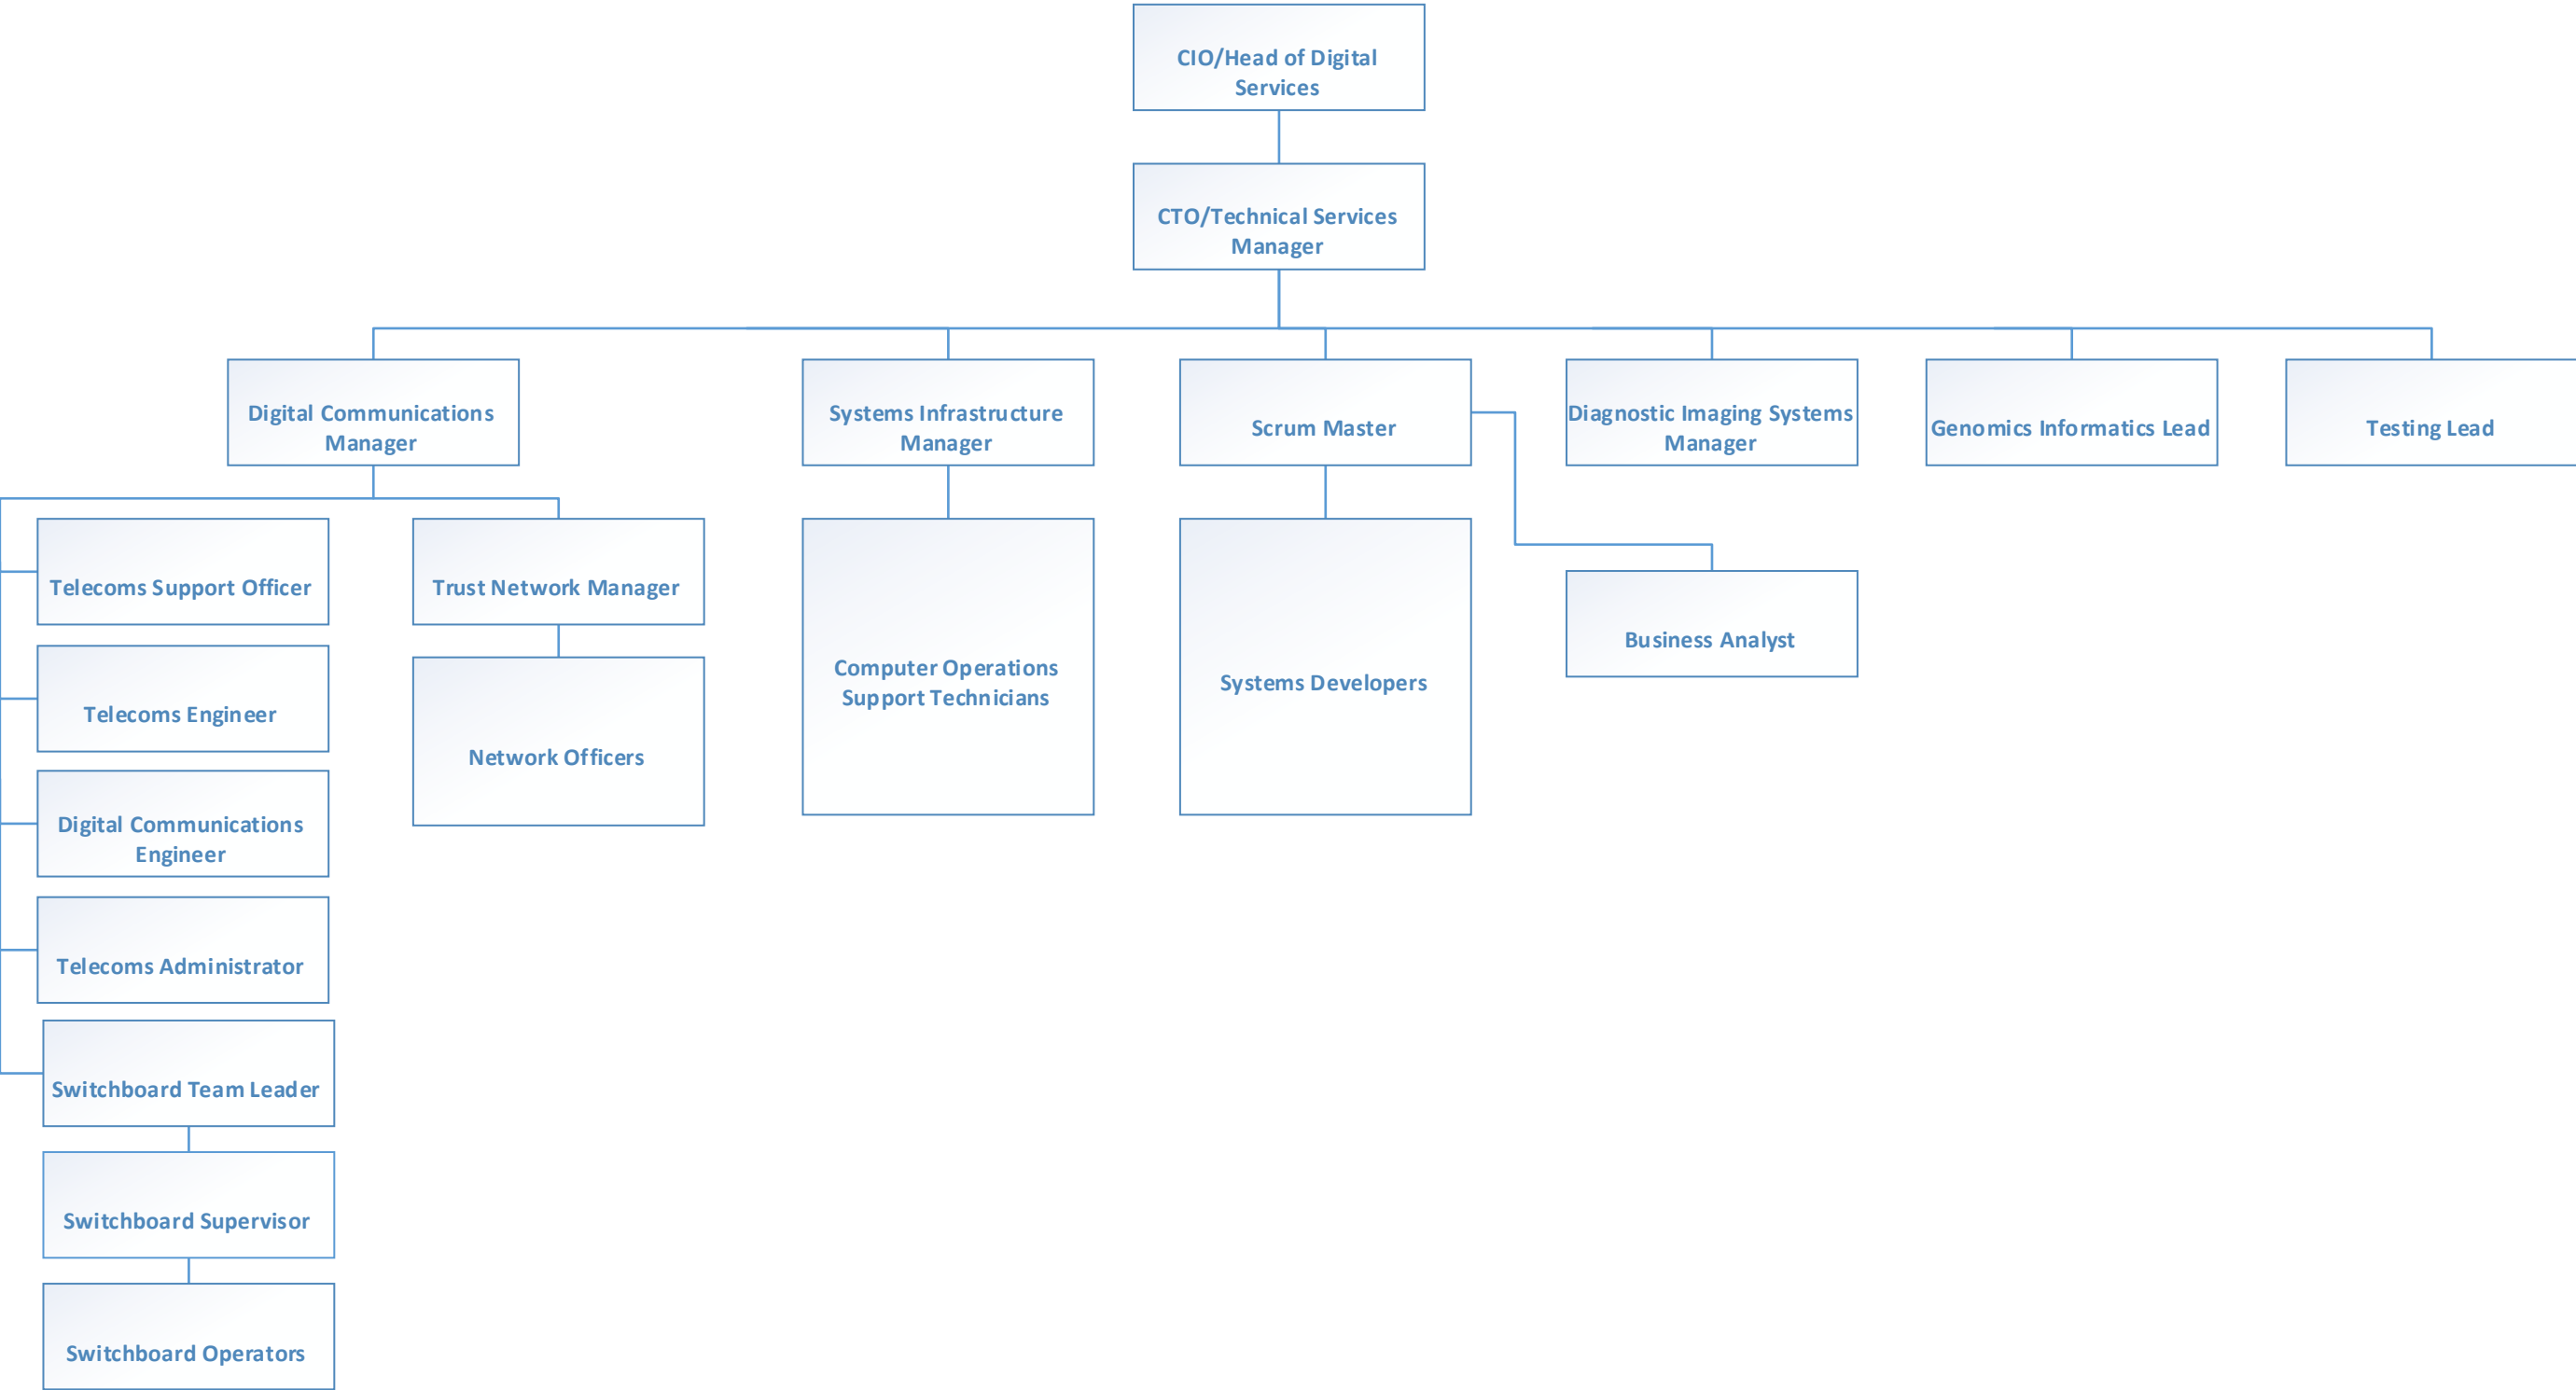 CIO/Head of Digital
Services
CTO/Technical Services
Manager
Digital Communications
Manager
Systems Infrastructure
Manager
Scrum Master
Diagnostic Imaging Systems
Manager
Genomics Informatics Lead
Testing Lead
Telecoms Support Officer
Trust Network Manager
Computer Operations
Support Technicians
Systems Developers
Business Analyst
Telecoms Engineer
Network Officers
Digital Communications
Engineer
Telecoms Administrator
Switchboard Team Leader
Switchboard Supervisor
Switchboard Operators